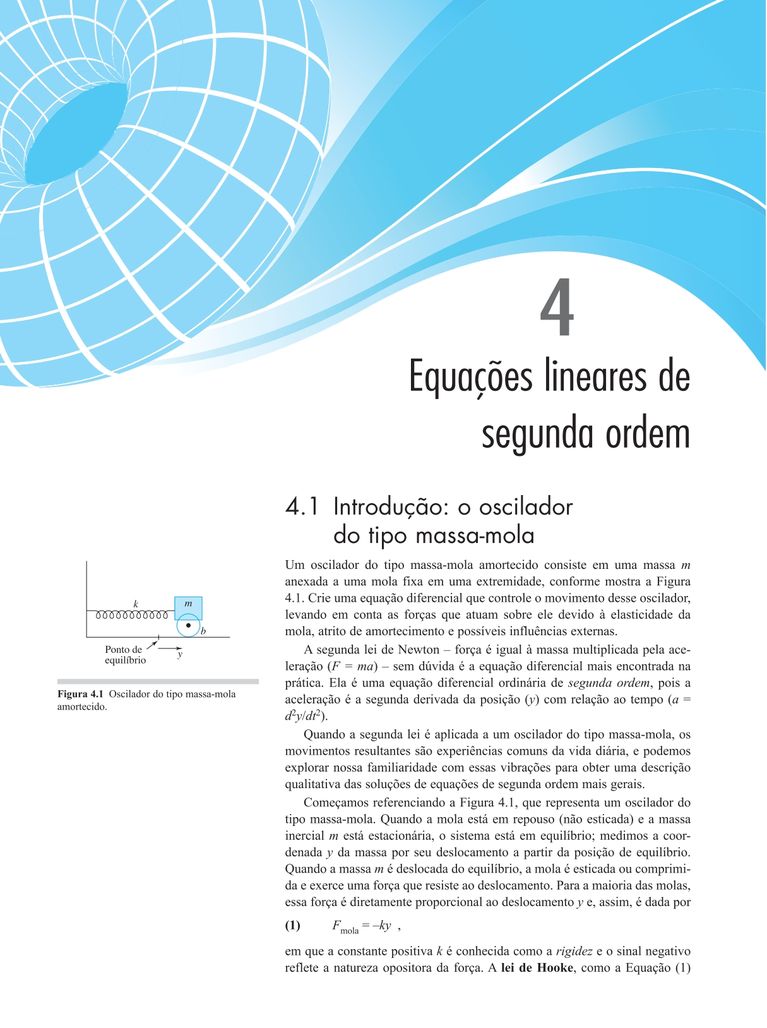 4
Equações lineares de
segunda ordem
4.1 Introdução: o oscilador
do tipo massa-mola
Um oscilador do tipo massa-mola amortecido consiste em uma massa m
anexada a uma mola fixa em uma extremidade, conforme mostra a Figura
4.1. Crie uma equação diferencial que controle o movimento desse oscilador,
levando em conta as forças que atuam sobre ele devido à elasticidade da
mola, atrito de amortecimento e possíveis influências externas.
A segunda lei de Newton – força é igual à massa multiplicada pela ace-
leração (F = ma) – sem dúvida é a equação diferencial mais encontrada na
prática. Ela é uma equação diferencial ordinária de segunda ordem, pois a
aceleração é a segunda derivada da posição (y) com relação ao tempo (a =
d²y/dt²).
Quando a segunda lei é aplicada a um oscilador do tipo massa-mola, os
movimentos resultantes são experiências comuns da vida diária, e podemos
explorar nossa familiaridade com essas vibrações para obter uma descrição
qualitativa das soluções de equações de segunda ordem mais gerais.
Começamos referenciando a Figura 4.1, que representa um oscilador do
tipo massa-mola. Quando a mola está em repouso (não esticada) e a massa
inercial m está estacionária, o sistema está em equilíbrio; medimos a coor-
denada y da massa por seu deslocamento a partir da posição de equilíbrio.
Quando a massa m é deslocada do equilíbrio, a mola é esticada ou comprimi-
da e exerce uma força que resiste ao deslocamento. Para a maioria das molas,
essa força é diretamente proporcional ao deslocamento y e, assim, é dada por
(1) Fmola = –ky ,
em que a constante positiva k é conhecida como a rigidez e o sinal negativo
reflete a natureza opositora da força. A lei de Hooke, como a Equação (1)
k
m
b
Ponto de
equilíbrio
y
Figura 4.1 Oscilador do tipo massa-mola
amortecido.